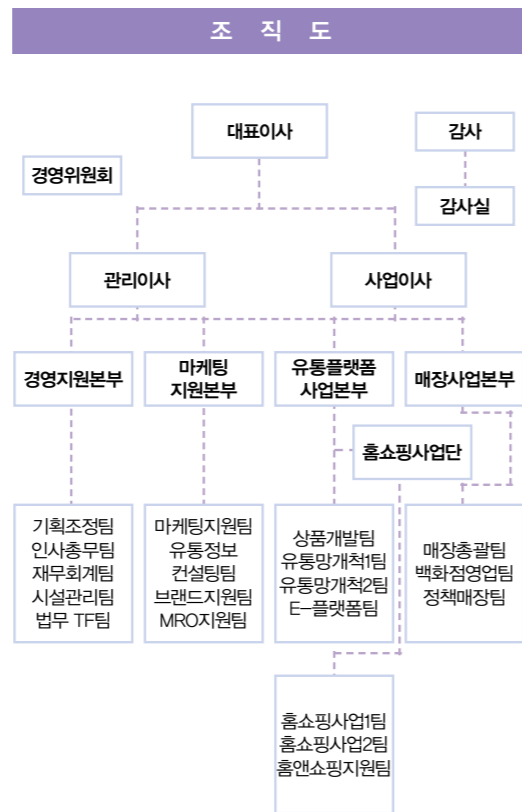 조 직 도
대표이사
감사
경영위원회
감사실
관리이사
사업이사
경영지원본부
마케팅
지원본부
유통플랫폼
사업본부
매장사업본부
홈쇼핑사업단
기획조정팀
인사총무팀
재무회계팀
시설관리팀
법무 TF팀
마케팅지원팀
유통정보
컨설팅팀
브랜드지원팀
MRO지원팀
상품개발팀
유통망개척1팀
유통망개척2팀
E-플랫폼팀
매장총괄팀
백화점영업팀
정책매장팀
홈쇼핑사업1팀
홈쇼핑사업2팀
홈앤쇼핑지원팀